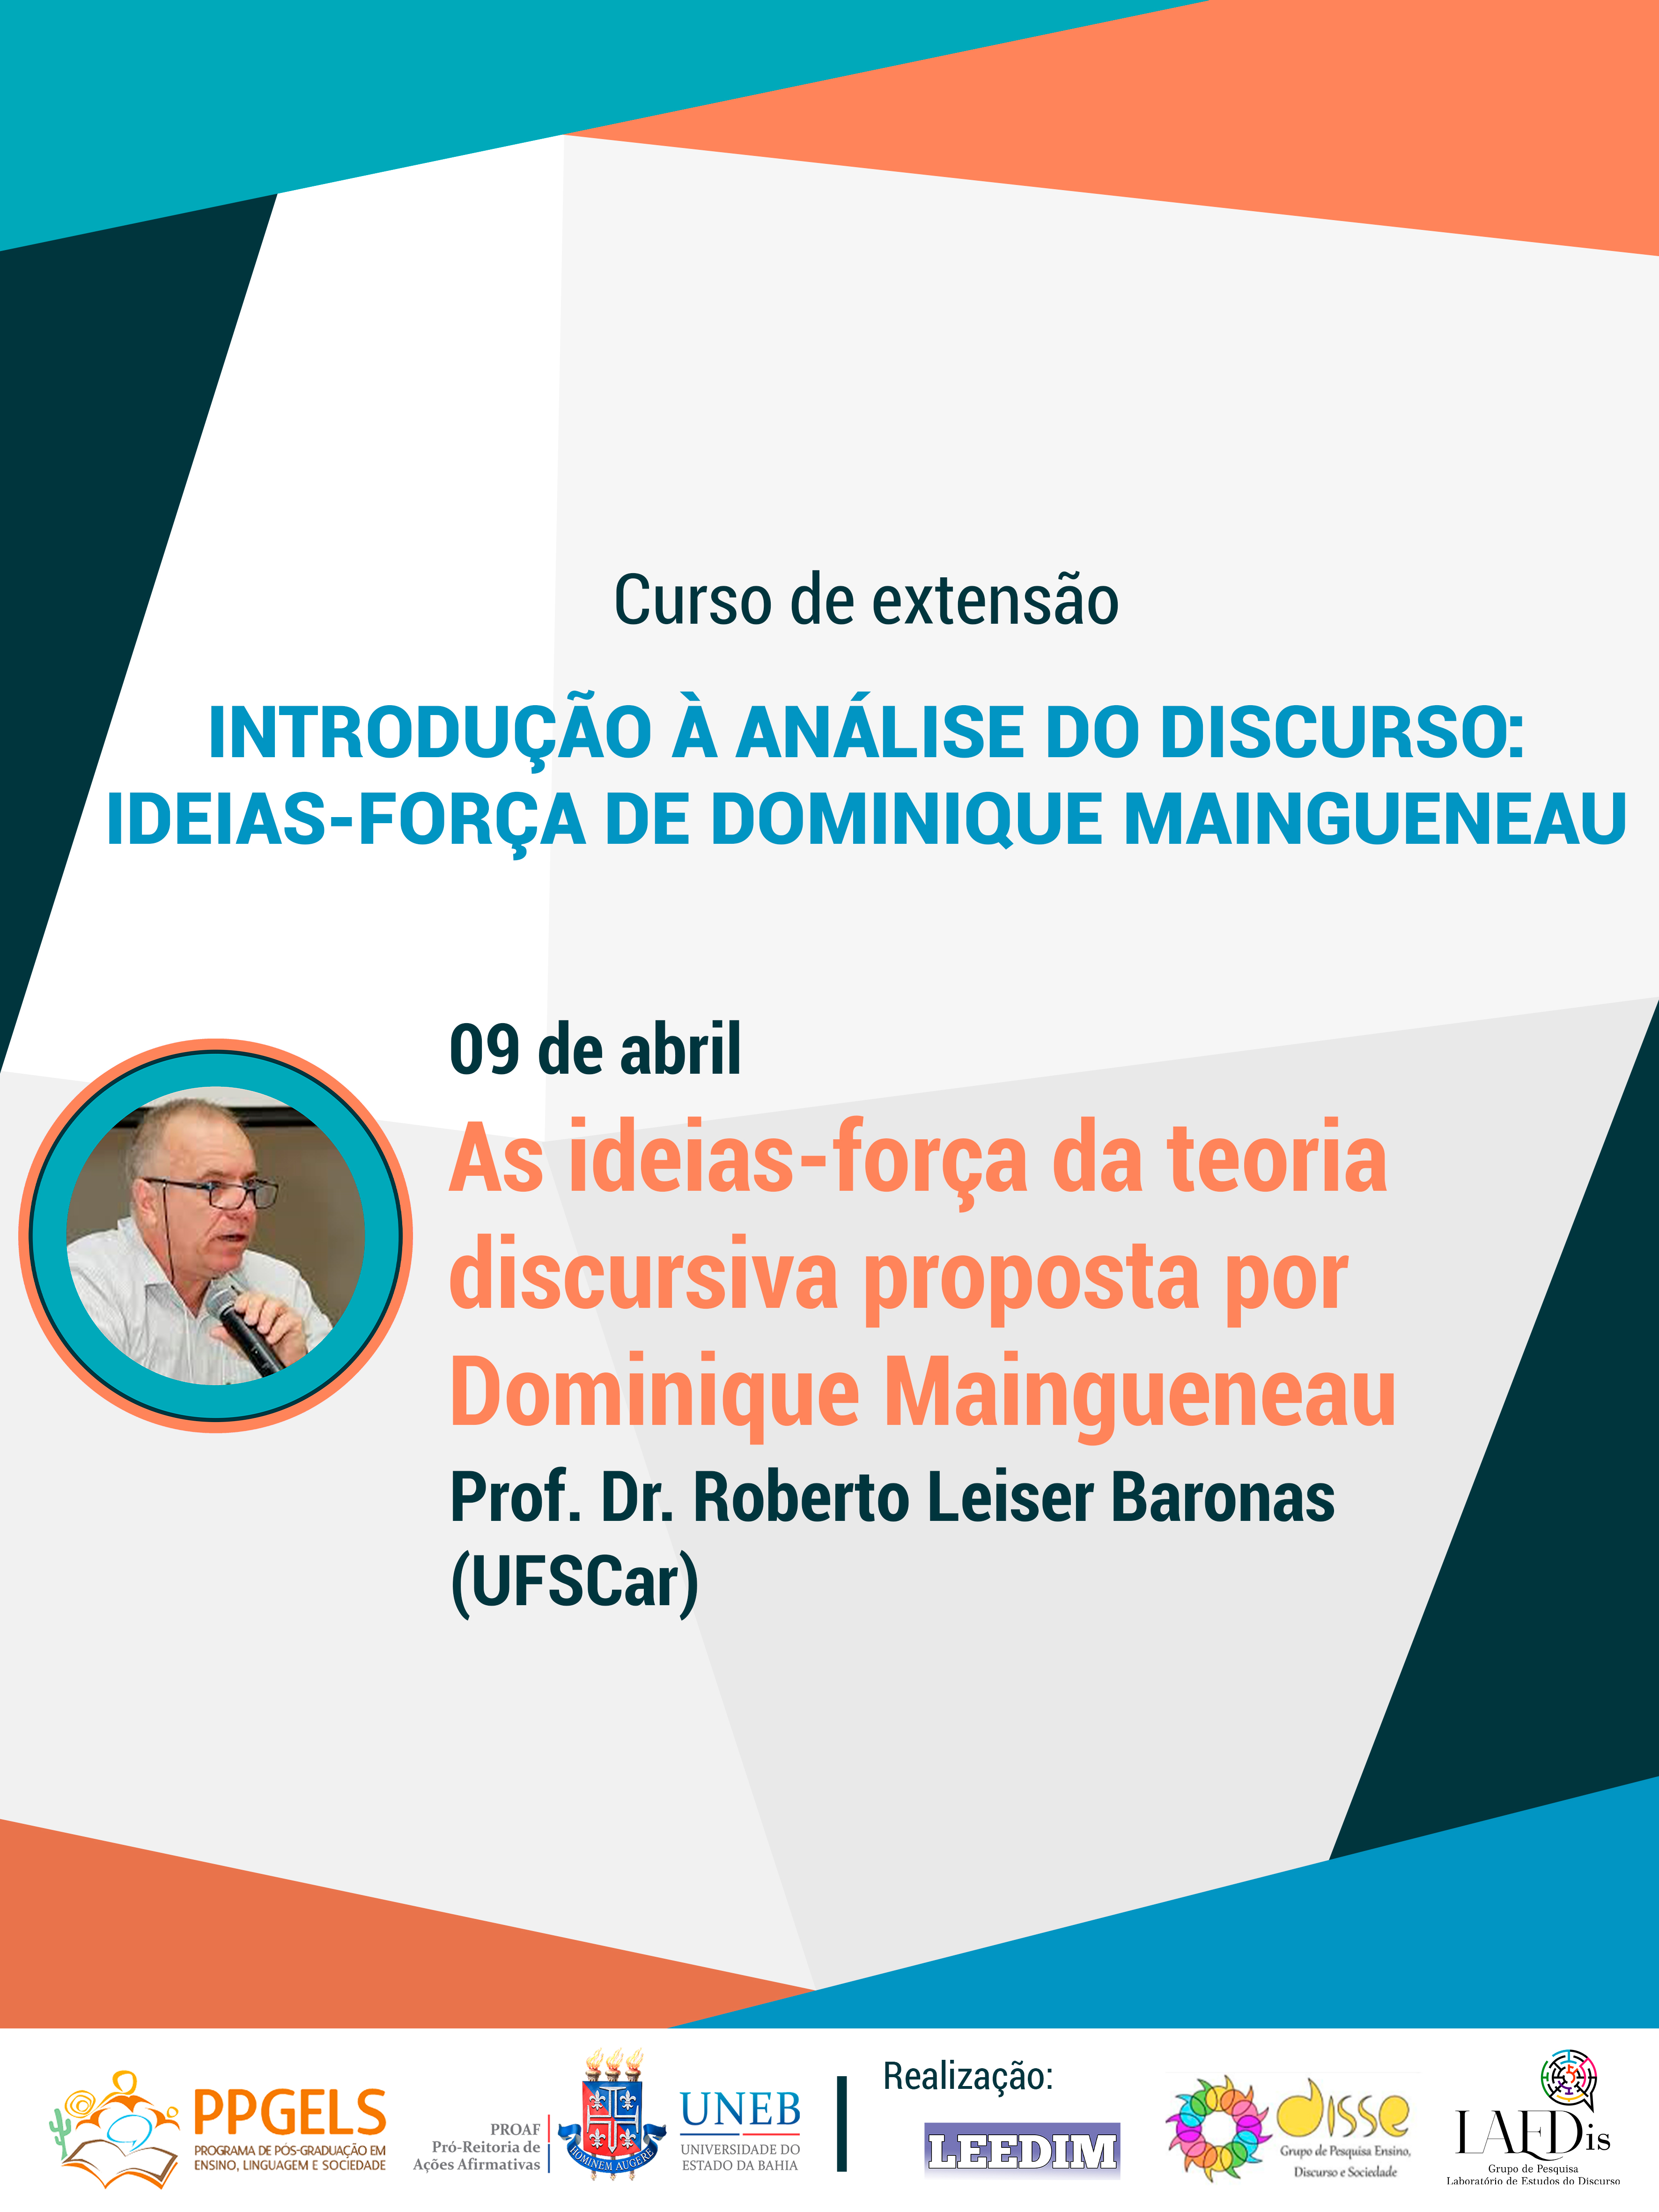 Curso de extensão
INTRODUÇÃO À ANÁLISE DO DISCURSO:
IDEIAS-FORÇA DE DOMINIQUE MAINGUENEAU
09 de abril
As ideias-força da teoria
discursiva proposta por
Dominique Maingueneau
Prof. Dr. Roberto Leiser Baronas
(UFSCar)
PPGELS
PROGRAMA DE PÓS-GRADUAÇÃO EM
ENSINO, LINGUAGEM E SOCIEDADE
PROAF
Pró-Reitoria de
Ações Afirmativas
HOMINEM AUGERE
UNEB
UNIVERSIDADE DO
ESTADO DA BAHIA
Realização:
LEEDIM
disse
Grupo de Pesquisa Ensino,
Discurso e Sociedade
LAEDis
Grupo de Pesquisa
Laboratório de Estudos do Discurso